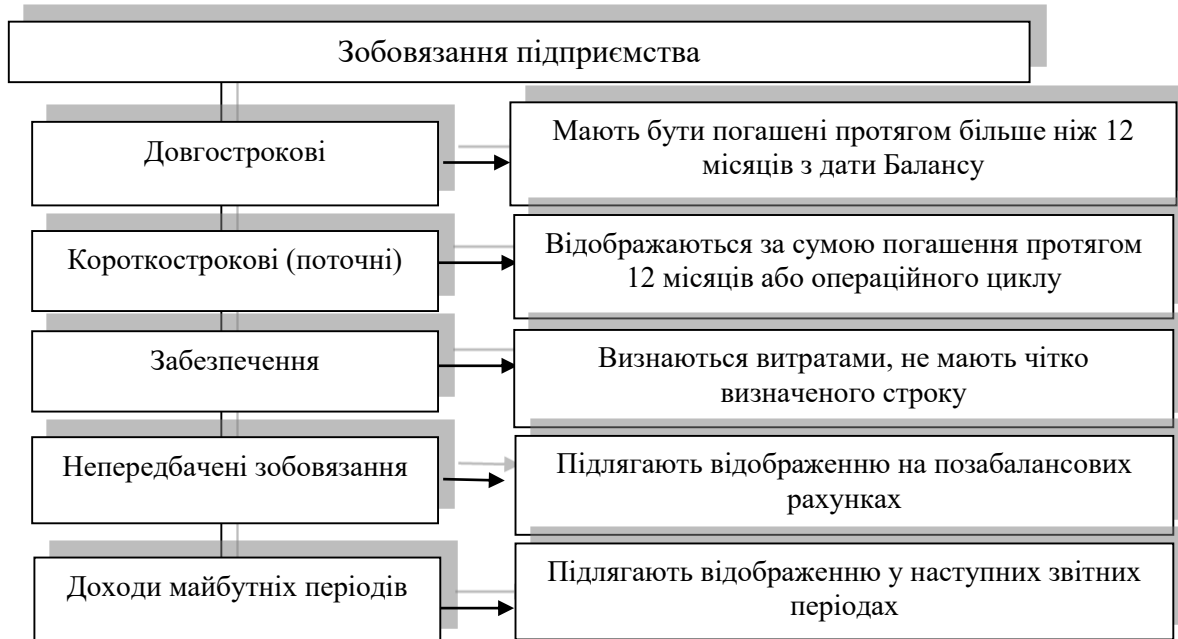 Зобовязання підприємства
Довгострокові
Мають бути погашені протягом більше ніж 12
місяців з дати Балансу
Короткострокові (поточні)
Відображаються за сумою погашення протягом
12 місяців або операційного циклу
Забезпечення
Визнаються витратами, не мають чітко
визначеного строку
Непередбачені зобовязання
Підлягають відображенню на позабалансових
рахунках
Доходи майбутніх періодів
Підлягають відображенню у наступних звітних
періодах